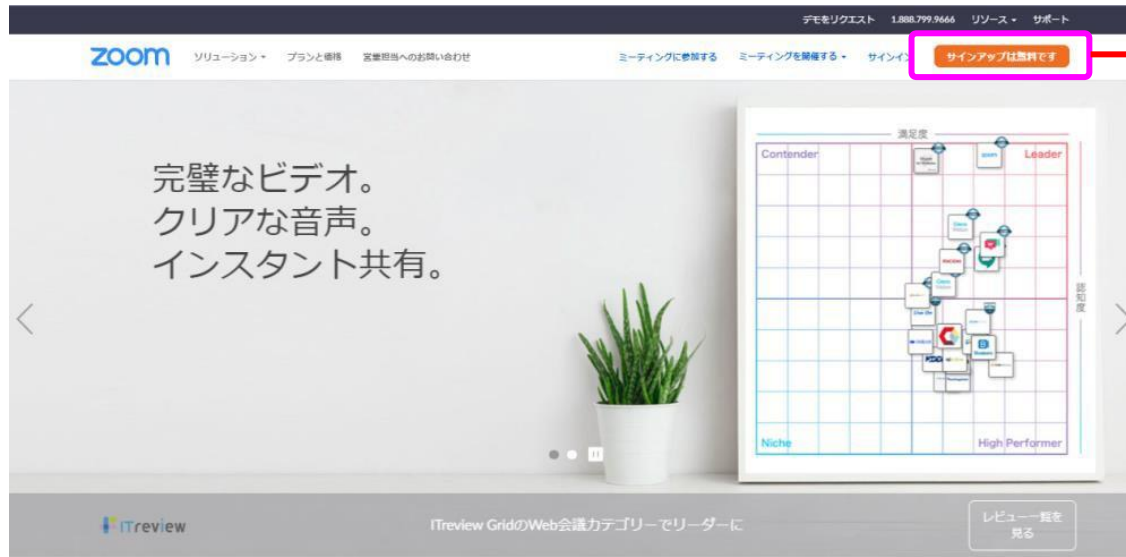 デモをリクエスト 1.888.799.9666 リソース サポート
zoom ソリューション プランと価格 営業担当へのお問い合わせ ミーティングに参加する ミーティングを開催する サインイン サインアップは無料です
満足度
Contender Leader
完璧なビデオ。
クリアな音声。
インスタント共有。
認知度
Niche High Performer
ITreview ITreview GridのWeb会議カテゴリーでリーダーに レビュー一覧を
見る